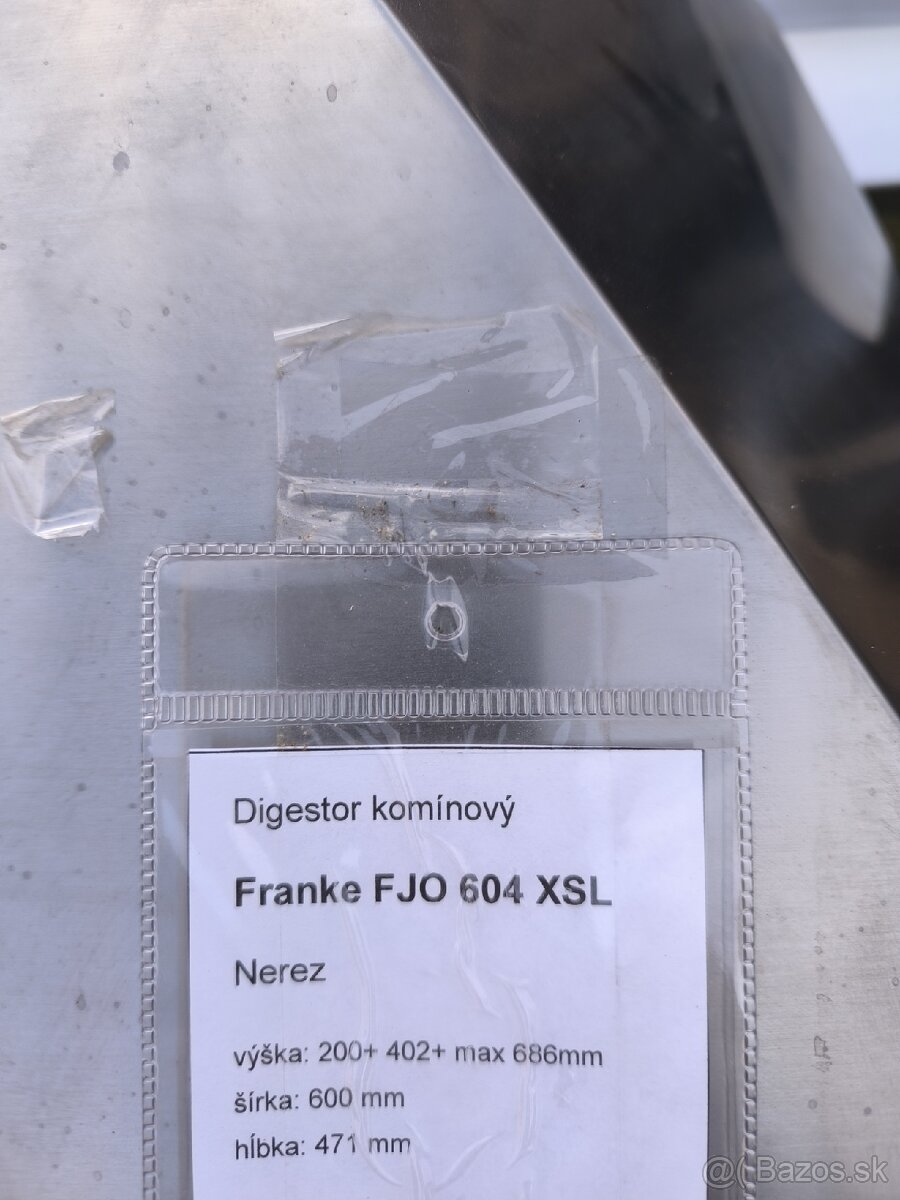 Digestor komínový
Franke FJO 604 XSL
Nerez
výška: 200+ 402+ max 686mm
šírka: 600 mm
hĺbka: 471 mm
@( Bazos.sk